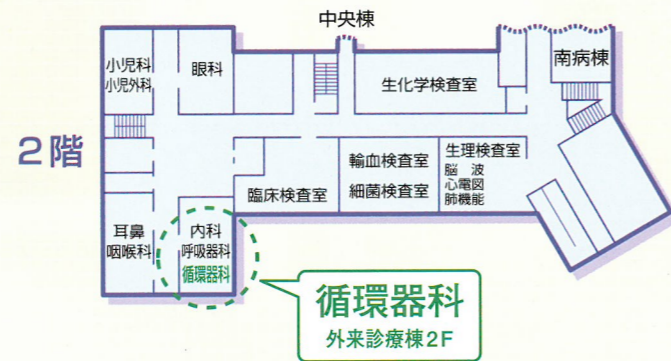 中央棟
小児科
小児外科
眼科
生化学検査室
南病棟
2階
臨床検査室
輸血検査室
細菌検査室
生理検査室
脳　波
心電図
肺機能
耳鼻
咽喉科
内科
呼吸器科
循環器科
循環器科
外来診療棟2F